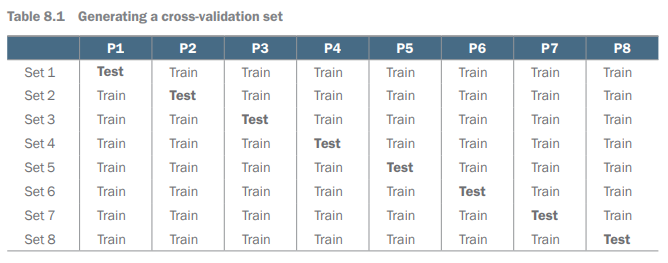 Table 8.1 Generating a cross-validation set
P1 P2 P3 P4 P5 P6 P7 P8
Set 1 Test Train Train Train Train Train Train Train
Set 2 Train Test Train Train Train Train Train Train
Set 3 Train Train Test Train Train Train Train Train
Set 4 Train Train Train Test Train Train Train Train
Set 5 Train Train Train Train Test Train Train Train
Set 6 Train Train Train Train Train Test Train Train
Set 7 Train Train Train Train Train Train Test Train
Set 8 Train Train Train Train Train Train Train Test